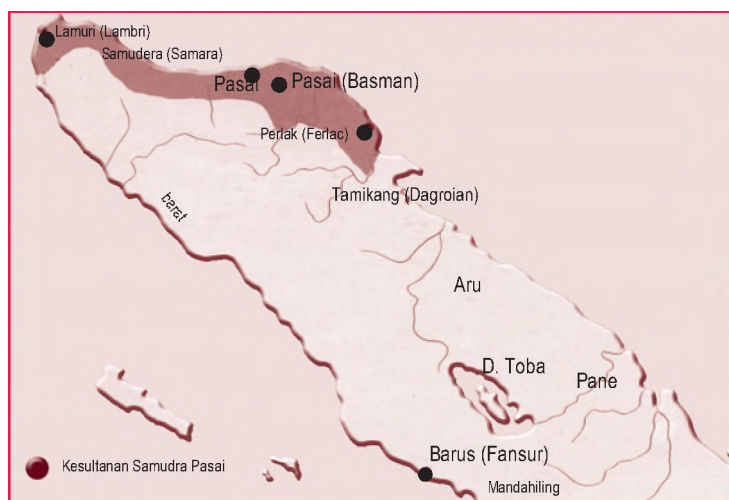 Lamuri (Lambri)
Samudera (Samara)
Pasai
Pasai (Basman)
Perlak (Ferlac)
Tamikang (Dagroian)
barat
Aru
D. Toba
Pane
Barus (Fansur)
Kesultanan Samudra Pasai
Mandahiling